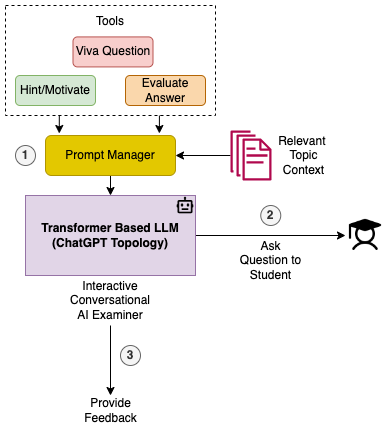 Tools
Viva Question
Hint/Motivate
Evaluate
Answer
1
Prompt Manager
Relevant
Topic
Context
Transformer Based LLM
(ChatGPT Topology)
2
Ask
Question to
Student
Interactive
Conversational
AI Examiner
3
Provide
Feedback